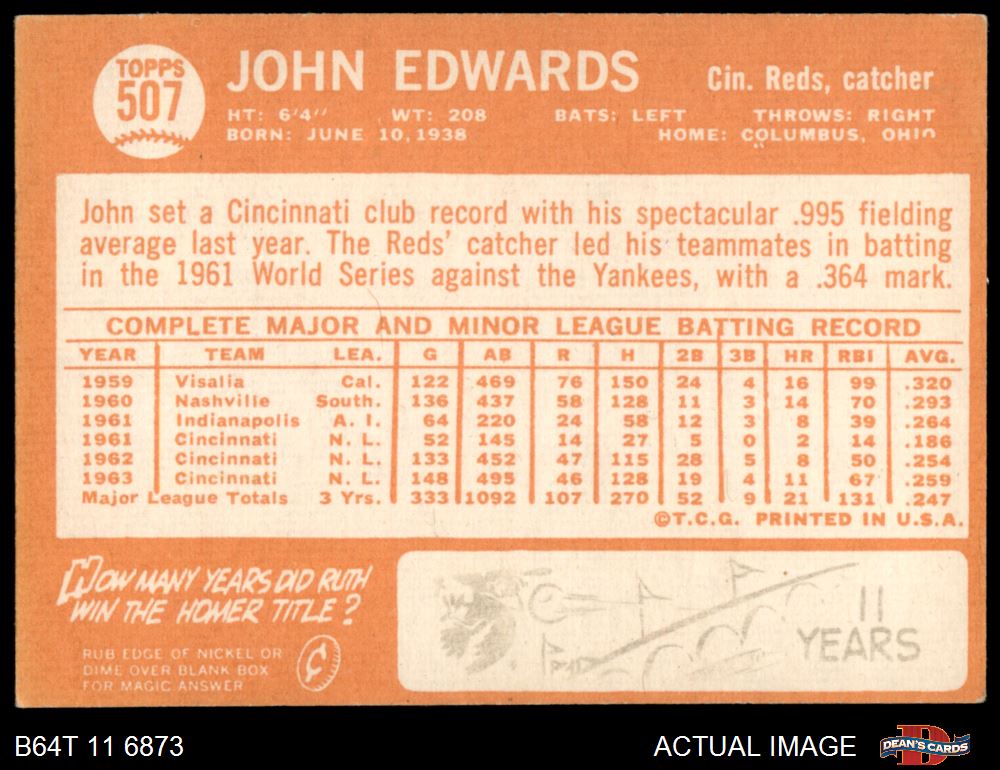 TOPPS
507
JOHN EDWARDS
Cin. Reds, catcher
HT: 6'4" WT: 208 BATS: LEFT THROWS: RIGHT
BORN: JUNE 10, 1938 HOME: COLUMBUS, OHIO
John set a Cincinnati club record with his spectacular .995 fielding
average last year. The Reds' catcher led his teammates in batting
in the 1961 World Series against the Yankees, with a .364 mark.
COMPLETE MAJOR AND MINOR LEAGUE BATTING RECORD
YEAR TEAM LEA. G AB R H 2B 3B HR RBI AVG.
1959 Visalia Cal. 122 469 76 150 24 4 16 99 .320
1960 Nashville South. 136 437 58 128 11 3 14 70 .293
1961 Indianapolis A. I. 64 220 24 58 12 3 8 39 .264
1961 Cincinnati N. L. 52 145 14 27 5 0 2 14 .186
1962 Cincinnati N. L. 133 452 47 115 28 5 8 50 .254
1963 Cincinnati N. L. 148 495 46 128 19 4 11 67 .259
Major League Totals 3 Yrs. 333 1092 107 270 52 9 21 131 .247
©T.C.G. PRINTED IN U.S.A.
HOW MANY YEARS DID RUTH
WIN THE HOMER TITLE?
RUB EDGE OF NICKEL OR
DIME OVER BLANK BOX
FOR MAGIC ANSWER
11
YEARS
B64T 11 6873
ACTUAL IMAGE
D
DEAN'S CARDS